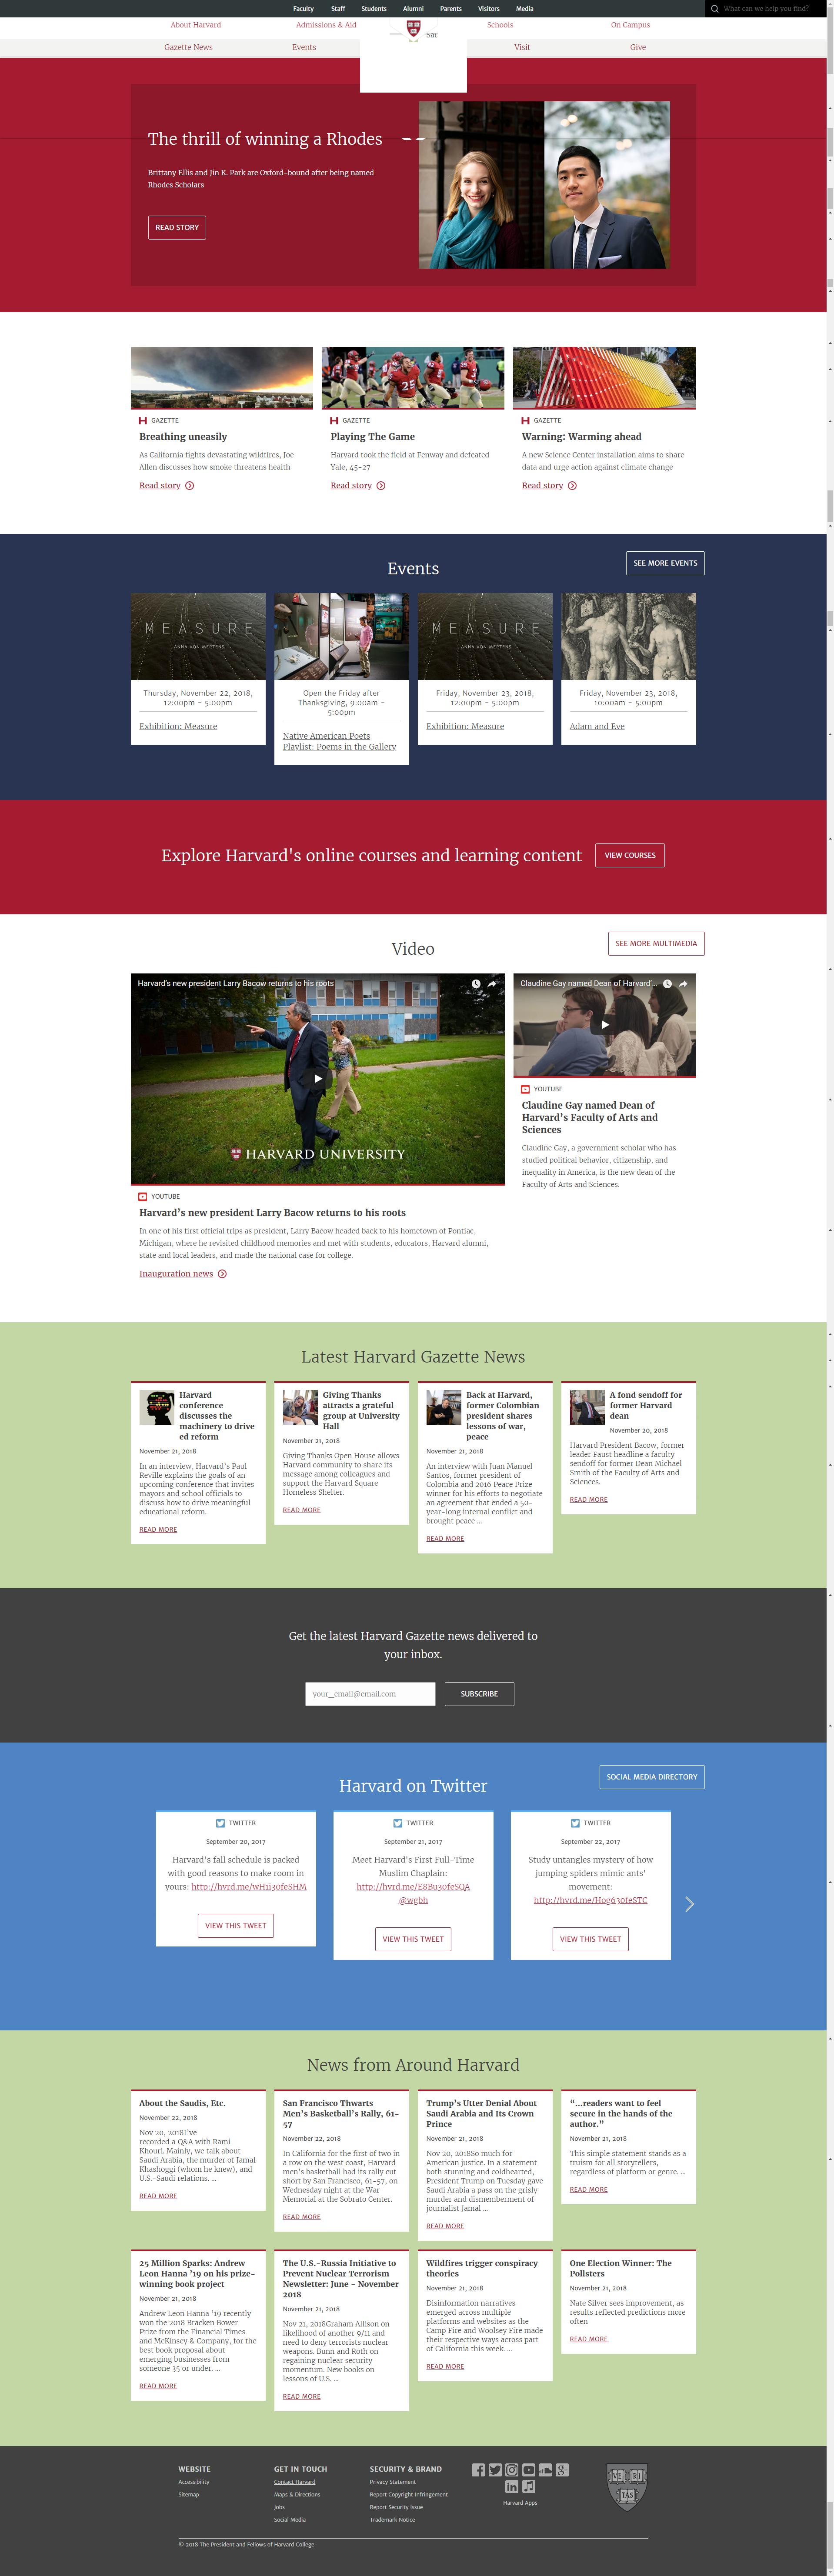 Faculty Staff Students Alumni Parents Visitors Media
What can we help you find?
About Harvard Admissions & Aid Schools On Campus
Gazette News Events Visit Give
The thrill of winning a Rhodes
Brittany Ellis and Jin K. Park are Oxford-bound after being named
Rhodes Scholars
READ STORY
GAZETTE
Breathing uneasily
As California fights devastating wildfires, Joe
Allen discusses how smoke threatens health
Read story
GAZETTE
Playing The Game
Harvard took the field at Fenway and defeated
Yale, 45-27
Read story
GAZETTE
Warning: Warming ahead
A new Science Center installation aims to share
data and urge action against climate change
Read story
Events
SEE MORE EVENTS
MEASURE
ANNA VON MERTENS
Thursday, November 22, 2018,
12:00pm - 5:00pm
Exhibition: Measure
Open the Friday after
Thanksgiving, 9:00am -
5:00pm
Native American Poets
Playlist: Poems in the Gallery
MEASURE
ANNA VON MERTENS
Friday, November 23, 2018,
12:00pm - 5:00pm
Exhibition: Measure
Friday, November 23, 2018,
10:00am - 5:00pm
Adam and Eve
Explore Harvard's online courses and learning content
VIEW COURSES
Video
SEE MORE MULTIMEDIA
Harvard's new president Larry Bacow returns to his roots
HARVARD UNIVERSITY
YOUTUBE
Harvard's new president Larry Bacow returns to his roots
In one of his first official trips as president, Larry Bacow headed back to his hometown of Pontiac,
Michigan, where he revisited childhood memories and met with students, educators, Harvard alumni,
state and local leaders, and made the national case for college.
Inauguration news
Claudine Gay named Dean of Harvard'...
YOUTUBE
Claudine Gay named Dean of
Harvard's Faculty of Arts and
Sciences
Claudine Gay, a government scholar who has
studied political behavior, citizenship, and
inequality in America, is the new dean of the
Faculty of Arts and Sciences.
Latest Harvard Gazette News
Harvard
conference
discusses the
machinery to drive
ed reform
November 21, 2018
In an interview, Harvard's Paul
Reville explains the goals of an
upcoming conference that invites
mayors and school officials to
discuss how to drive meaningful
educational reform.
READ MORE
Giving Thanks
attracts a grateful
group at University
Hall
November 21, 2018
Giving Thanks Open House allows
Harvard community to share its
message among colleagues and
support the Harvard Square
Homeless Shelter.
READ MORE
Back at Harvard,
former Colombian
president shares
lessons of war,
peace
November 21, 2018
An interview with Juan Manuel
Santos, former president of
Colombia and 2016 Peace Prize
winner for his efforts to negotiate
an agreement that ended a 50-
year-long internal conflict and
brought peace ...
READ MORE
A fond sendoff for
former Harvard
dean
November 20, 2018
Harvard President Bacow, former
leader Faust headline a faculty
sendoff for former Dean Michael
Smith of the Faculty of Arts and
Sciences.
READ MORE
Get the latest Harvard Gazette news delivered to
your inbox.
your_email@email.com
SUBSCRIBE
Harvard on Twitter
SOCIAL MEDIA DIRECTORY
TWITTER
September 20, 2017
Harvard's fall schedule is packed
with good reasons to make room in
yours: http://hvrd.me/wH1i30feSHM
VIEW THIS TWEET
TWITTER
September 21, 2017
Meet Harvard's First Full-Time
Muslim Chaplain:
http://hvrd.me/E8Bu30feSQA
@wgbh
VIEW THIS TWEET
TWITTER
September 22, 2017
Study untangles mystery of how
jumping spiders mimic ants'
movement:
http://hvrd.me/Hog630feSTC
VIEW THIS TWEET
News from Around Harvard
About the Saudis, Etc.
November 22, 2018
Nov 20, 2018I've
recorded a Q&A with Rami
Khouri. Mainly, we talk about
Saudi Arabia, the murder of Jamal
Khashoggi (whom he knew), and
U.S.-Saudi relations. ...
READ MORE
San Francisco Thwarts
Men's Basketball's Rally, 61-
57
November 22, 2018
In California for the first of two in
a row on the west coast, Harvard
men's basketball had its rally cut
short by San Francisco, 61-57, on
Wednesday night at the War
Memorial at the Sobrato Center.
READ MORE
Trump's Utter Denial About
Saudi Arabia and Its Crown
Prince
November 21, 2018
Nov 20, 2018So much for
American justice. In a statement
both stunning and coldhearted,
President Trump on Tuesday gave
Saudi Arabia a pass on the grisly
murder and dismemberment of
journalist Jamal ...
READ MORE
“...readers want to feel
secure in the hands of the
author.”
November 21, 2018
This simple statement stands as a
truism for all storytellers,
regardless of platform or genre. ...
READ MORE
25 Million Sparks: Andrew
Leon Hanna '19 on his prize-
winning book project
November 21, 2018
Andrew Leon Hanna '19 recently
won the 2018 Bracken Bower
Prize from the Financial Times
and McKinsey & Company, for the
best book proposal about
emerging businesses from
someone 35 or under. ...
READ MORE
The U.S.-Russia Initiative to
Prevent Nuclear Terrorism
Newsletter: June - November
2018
November 21, 2018
Nov 21, 2018Graham Allison on
likelihood of another 9/11 and
need to deny terrorists nuclear
weapons. Bunn and Roth on
regaining nuclear security
momentum. New books on
lessons of U.S. ...
READ MORE
Wildfires trigger conspiracy
theories
November 21, 2018
Disinformation narratives
emerged across multiple
platforms and websites as the
Camp Fire and Woolsey Fire made
their respective ways across part
of California this week. ...
READ MORE
One Election Winner: The
Pollsters
November 21, 2018
Nate Silver sees improvement, as
results reflected predictions more
often
READ MORE
WEBSITE
Accessibility
Sitemap
GET IN TOUCH
Contact Harvard
Maps & Directions
Jobs
Social Media
SECURITY & BRAND
Privacy Statement
Report Copyright Infringement
Report Security Issue
Trademark Notice
Harvard Apps
VE RI
TAS
© 2018 The President and Fellows of Harvard College